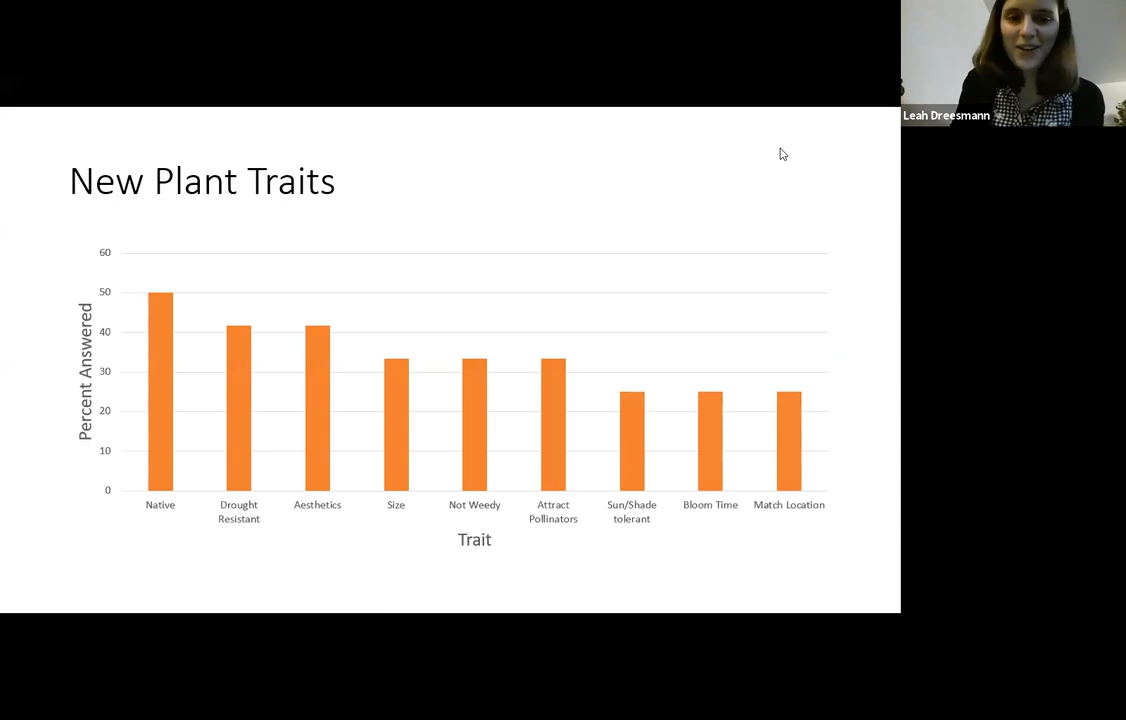 Leah Dreesmann
New Plant Traits
60
50
40
30
20
10
0
Percent Answered
Native
Drought
Resistant
Aesthetics
Size
Not Weedy
Attract
Pollinators
Sun/Shade
tolerant
Bloom Time
Match Location
Trait